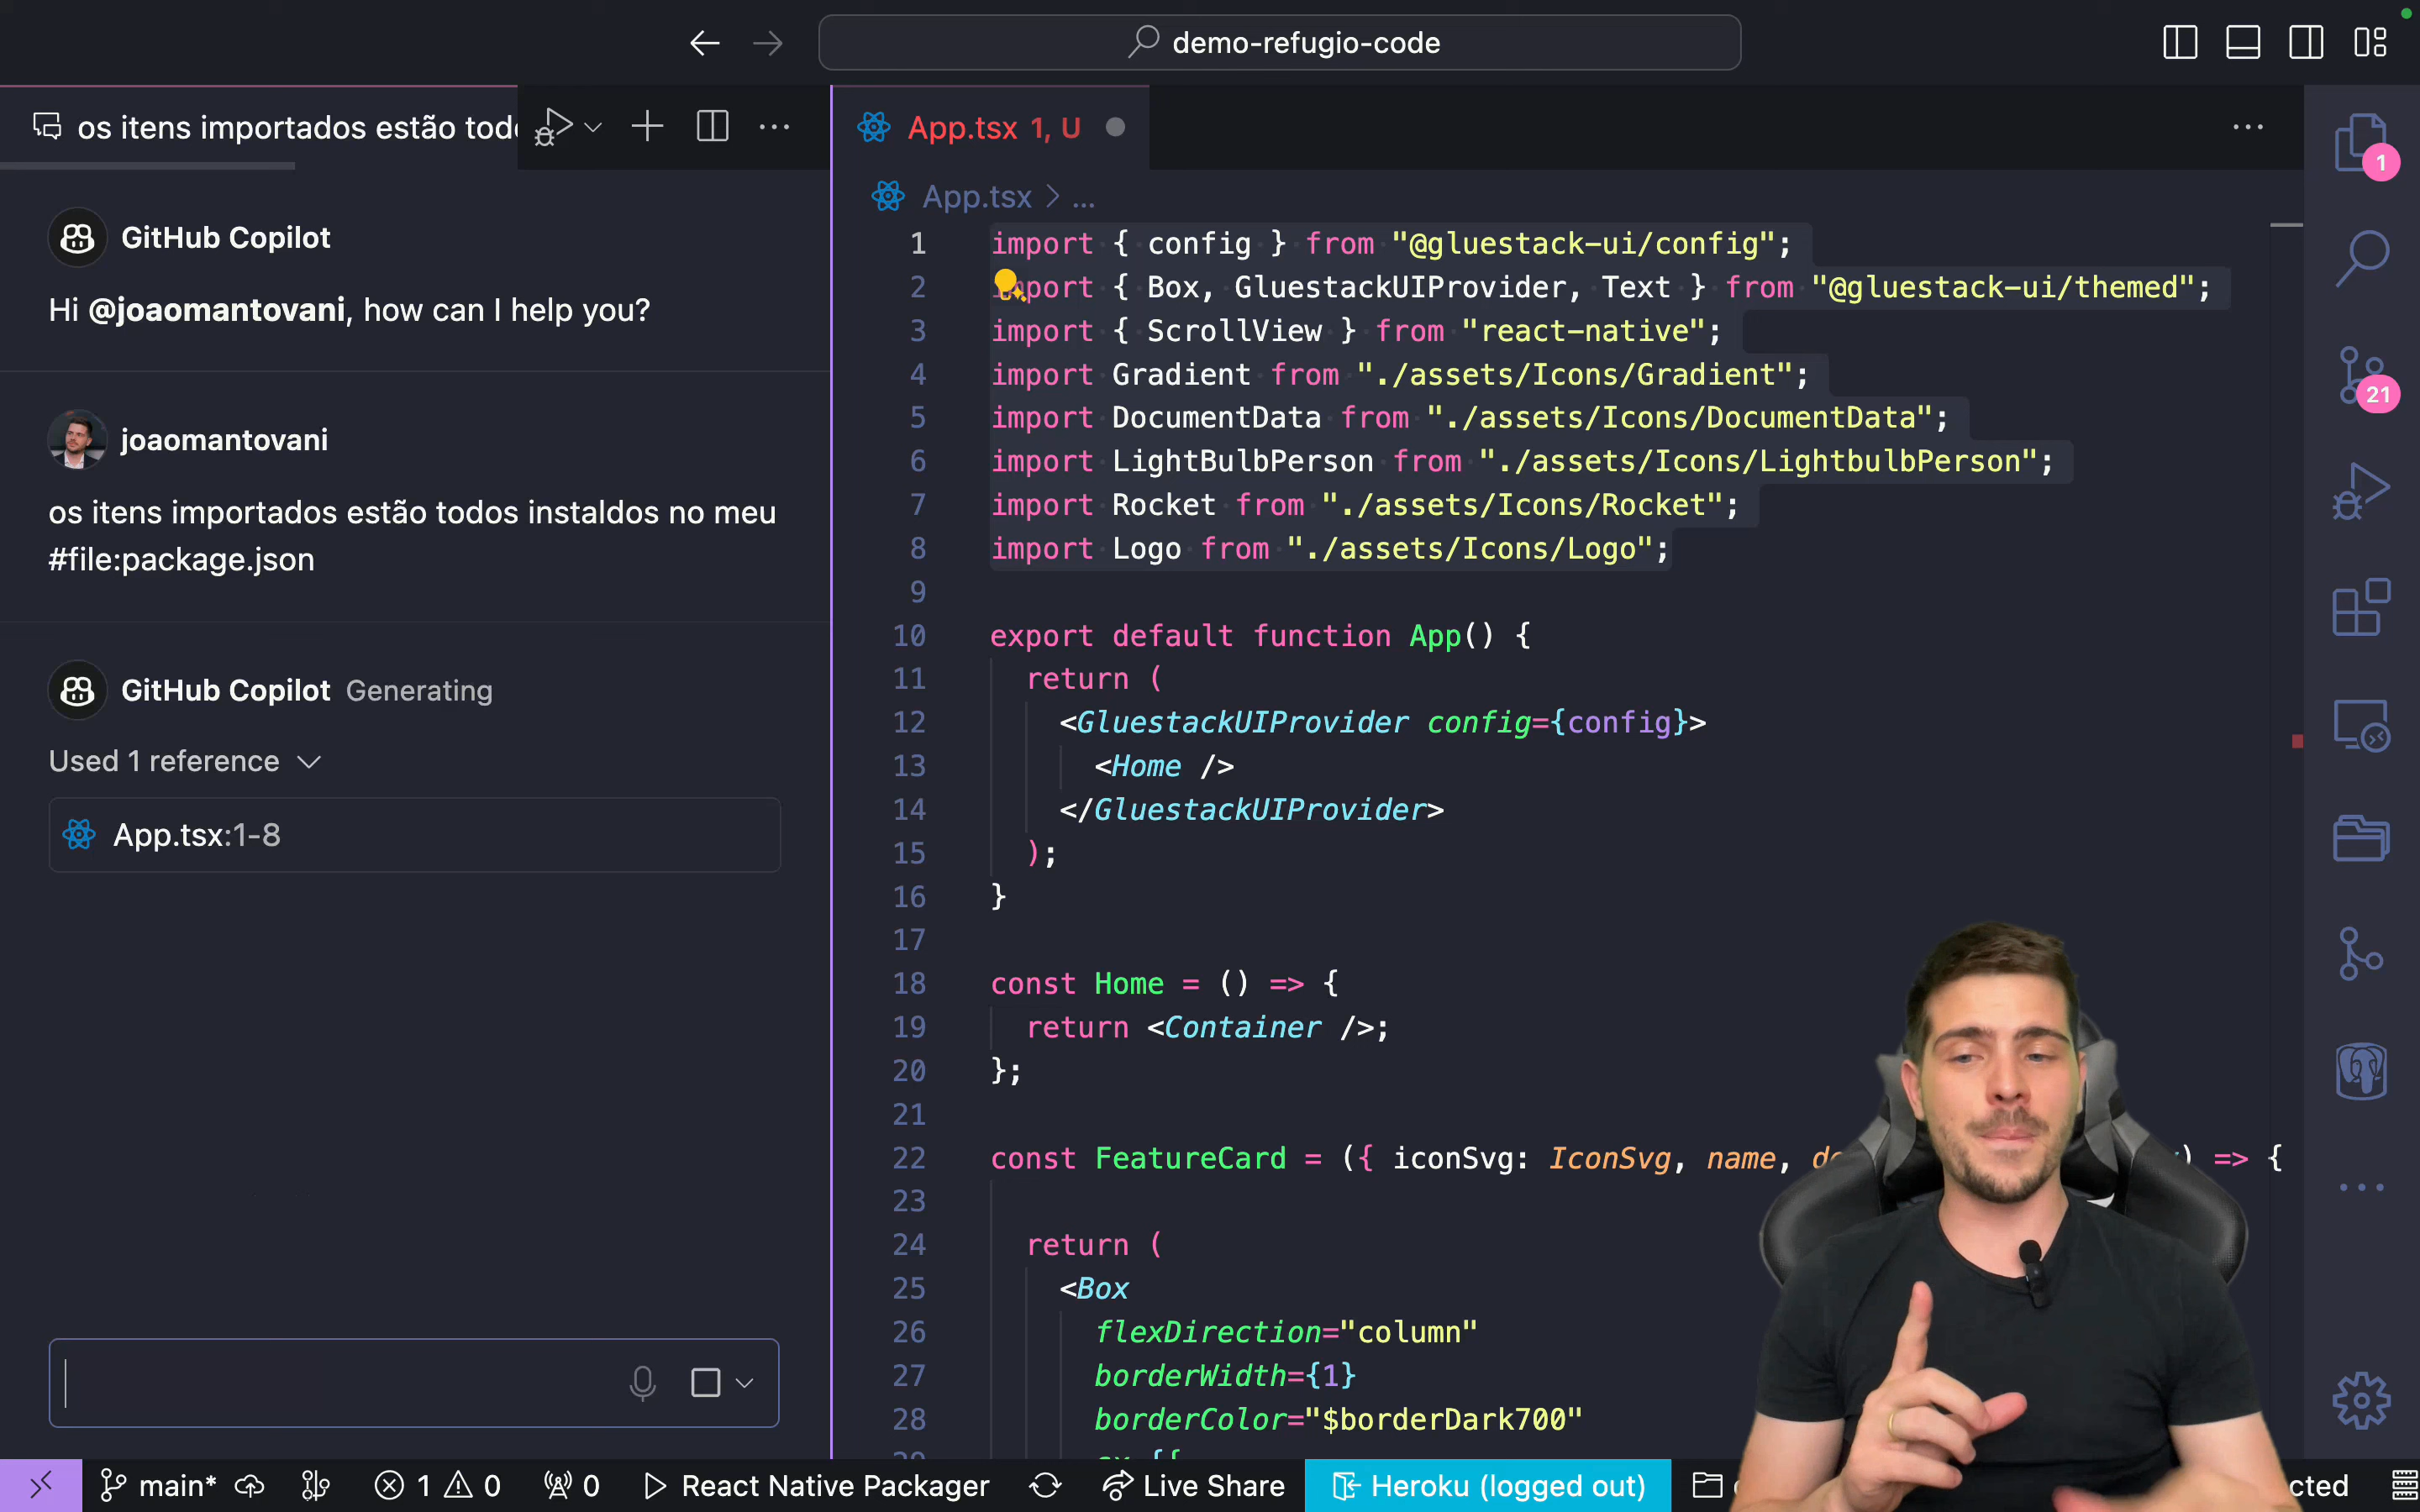 demo-refugio-code
os itens importados estão todo
App.tsx 1, U
1
App.tsx > ...
GitHub Copilot
Hi @joaomantovani, how can I help you?
joaomantovani
os itens importados estão todos instaldos no meu
#file:package.json
GitHub Copilot Generating
Used 1 reference
App.tsx:1-8
1 import { config } from "@gluestack-ui/config";
2 import { Box, GluestackUIProvider, Text } from "@gluestack-ui/themed";
3 import { ScrollView } from "react-native";
4 import Gradient from "./assets/Icons/Gradient";
5 import DocumentData from "./assets/Icons/DocumentData";
6 import LightBulbPerson from "./assets/Icons/LightbulbPerson";
7 import Rocket from "./assets/Icons/Rocket";
8 import Logo from "./assets/Icons/Logo";
9
10 export default function App() {
11 return (
12 <GluestackUIProvider config={config}>
13 <Home />
14 </GluestackUIProvider>
15 );
16 }
17
18 const Home = () => {
19 return <Container />;
20 };
21
22 const FeatureCard = ({ iconSvg: IconSvg, name, ) => {
23
24 return (
25 <Box
26 flexDirection="column"
27 borderWidth={1}
28 borderColor="$borderDark700"
21
main* 1 0 0 React Native Packager Live Share Heroku (logged out)